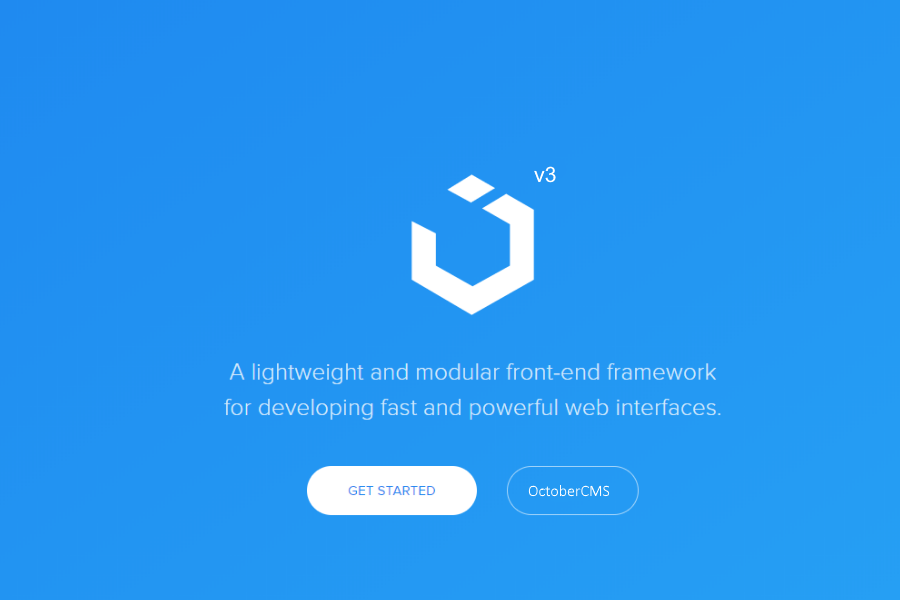 v3
A lightweight and modular front-end framework
for developing fast and powerful web interfaces.
GET STARTED
OctoberCMS